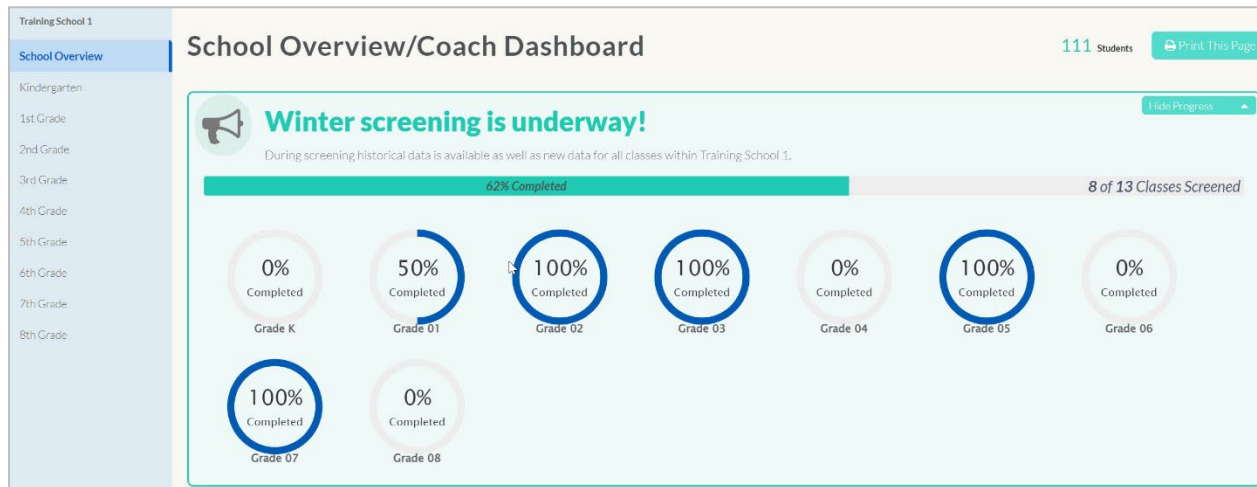 Training School 1
School Overview
Kindergarten
1st Grade
2nd Grade
3rd Grade
4th Grade
5th Grade
6th Grade
7th Grade
8th Grade
School Overview/Coach Dashboard
111 Students
Print This Page
Hide Progress
Winter screening is underway!
During screening historical data is available as well as new data for all classes within Training School 1.
62% Completed
8 of 13 Classes Screened
0%
Completed
Grade K
50%
Completed
Grade 01
100%
Completed
Grade 02
100%
Completed
Grade 03
0%
Completed
Grade 04
100%
Completed
Grade 05
0%
Completed
Grade 06
100%
Completed
Grade 07
0%
Completed
Grade 08